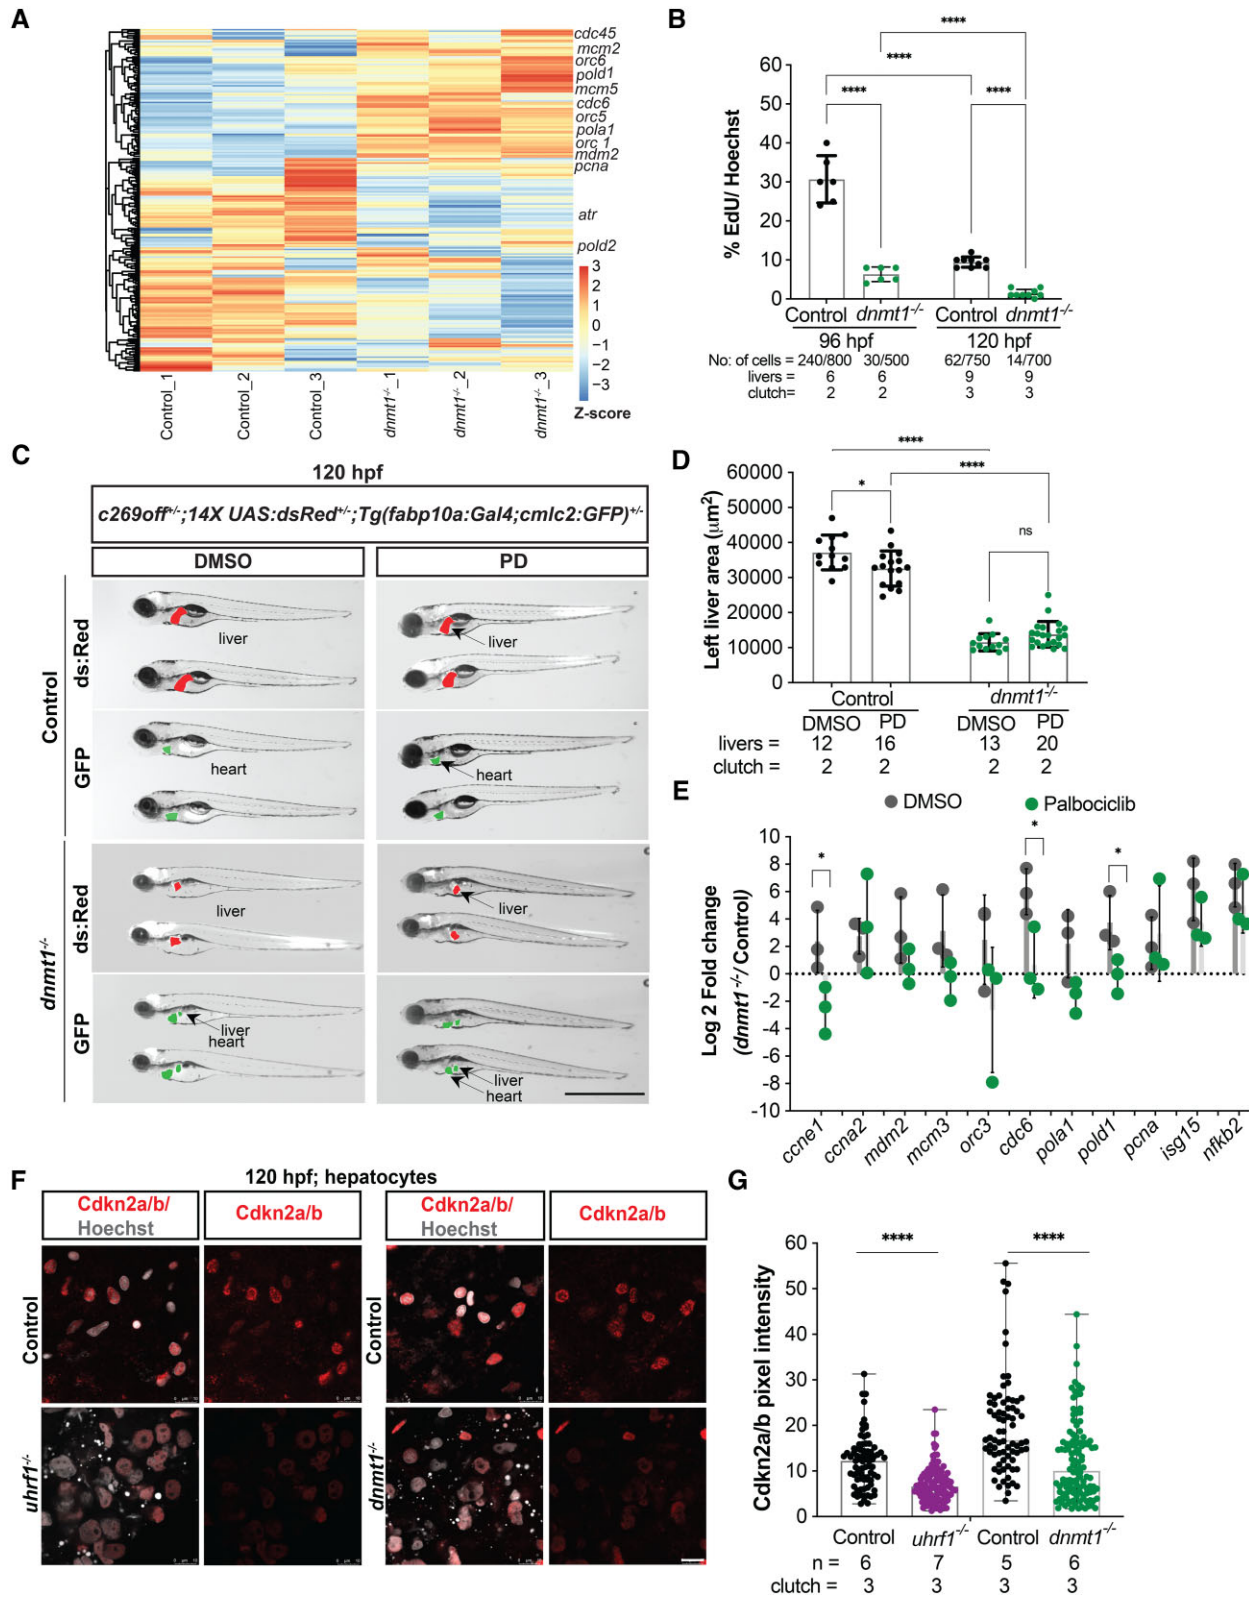 A
cdc45
mcm2
orc6
pold1
mcm5
cdc6
orc5
pola1
orc 1
mdm2
pcna
atr
pold2
3
2
1
0
−1
−2
−3
Z-score
Control_1
Control_2
Control_3
dnmt1-/-_1
dnmt1-/-_2
dnmt1-/-_3
B
****
****
****
****
% EdU/ Hoechst
60
50
40
30
20
10
0
Control dnmt1-/- Control dnmt1-/-
96 hpf 120 hpf
No: of cells = 240/800 30/500 62/750 14/700
livers = 6 6 9 9
clutch= 2 2 3 3
C
120 hpf
c269off+/-;14X UAS:dsRed+/-;Tg(fabp10a:Gal4;cmlc2:GFP)+/-
DMSO PD
Control
ds:Red
liver
liver
GFP
heart
heart
dnmt1-/-
ds:Red
liver
liver
GFP
liver
heart
liver
heart
D
****
****
*
ns
Left liver area (μm2)
60000
50000
40000
30000
20000
10000
0
Control dnmt1-/-
DMSO PD DMSO PD
livers = 12 16 13 20
clutch = 2 2 2 2
E
DMSO Palbociclib
*
*
*
Log 2 Fold change
(dnmt1-/-/Control)
10
8
6
4
2
0
-2
-4
-6
-8
-10
ccne1
ccna2
mdm2
mcm3
orc3
cdc6
pola1
pold1
pcna
isg15
nfkb2
F
120 hpf; hepatocytes
Cdkn2a/b/
Hoechst
Cdkn2a/b
Cdkn2a/b/
Hoechst
Cdkn2a/b
Control
Control
uhrf1-/-
dnmt1-/-
G
**** ****
Cdkn2a/b pixel intensity
60
50
40
30
20
10
0
Control uhrf1-/- Control dnmt1-/-
n = 6 7 5 6
clutch = 3 3 3 3